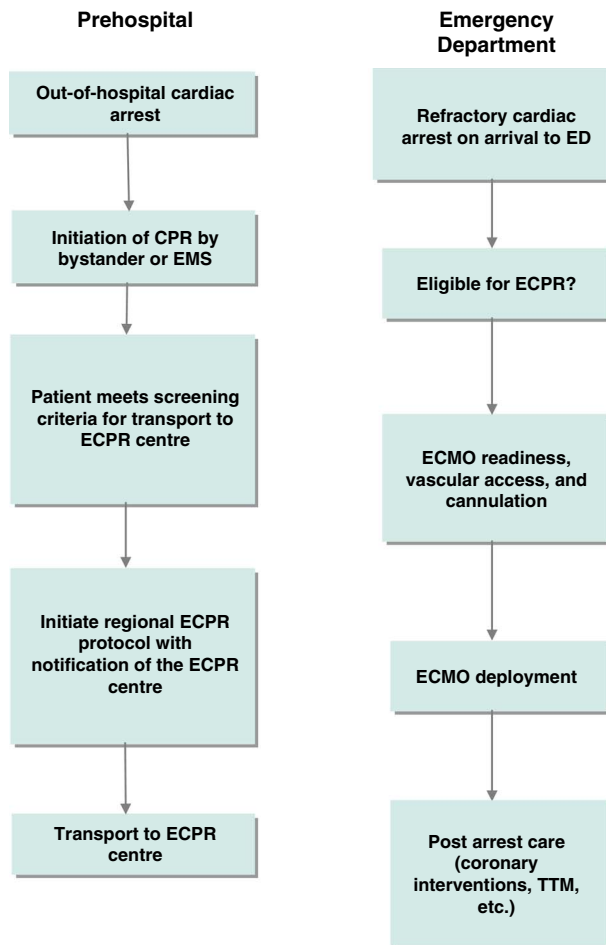 Prehospital
Out-of-hospital cardiac
arrest
Initiation of CPR by
bystander or EMS
Patient meets screening
criteria for transport to
ECPR centre
Initiate regional ECPR
protocol with
notification of the ECPR
centre
Transport to ECPR
centre
Emergency
Department
Refractory cardiac
arrest on arrival to ED
Eligible for ECPR?
ECMO readiness,
vascular access, and
cannulation
ECMO deployment
Post arrest care
(coronary
interventions, TTM,
etc.)